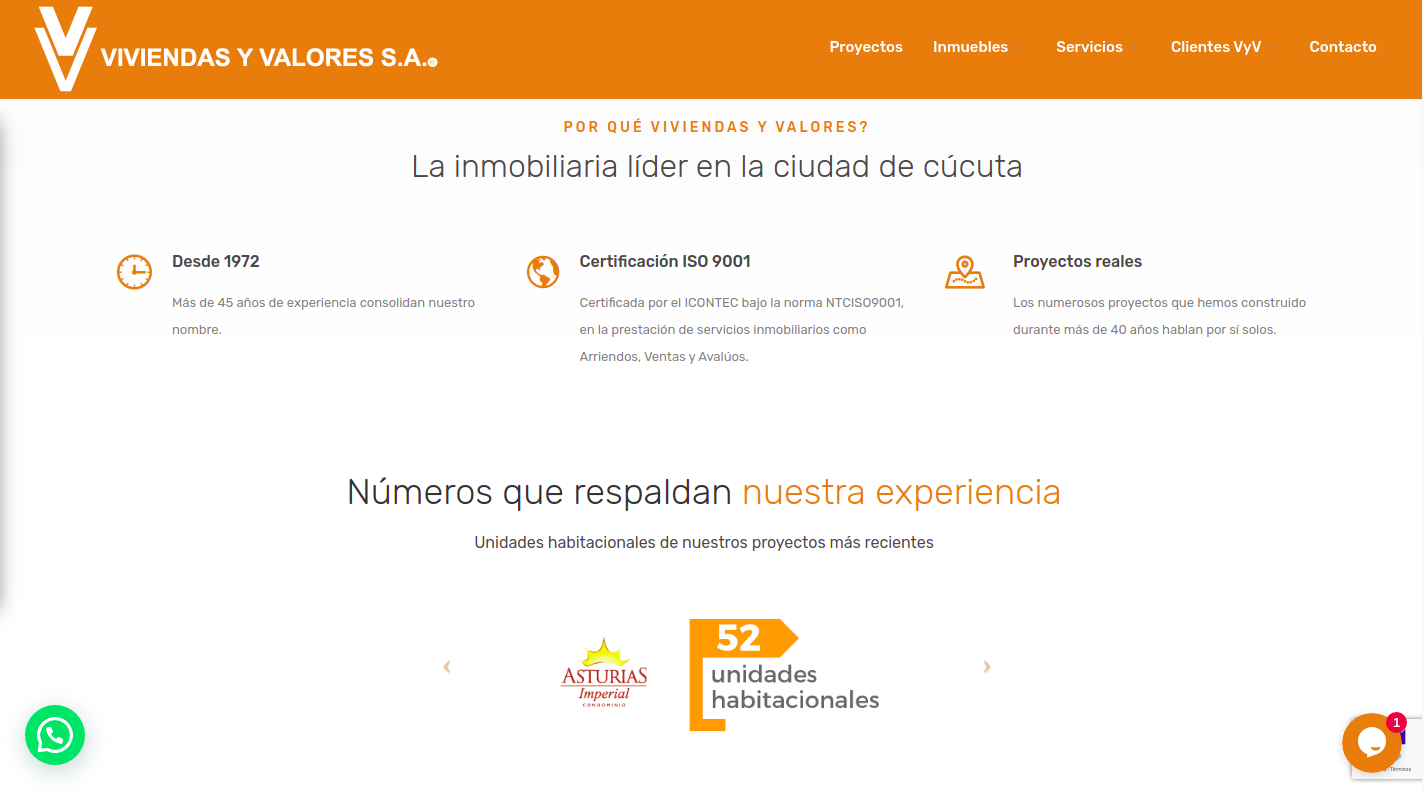 VIVIENDAS Y VALORES S.A.®
Proyectos
Inmuebles
Servicios
Clientes VyV
Contacto
POR QUÉ VIVIENDAS Y VALORES?
La inmobiliaria líder en la ciudad de cúcuta
Desde 1972
Más de 45 años de experiencia consolidan nuestro
nombre.
Certificación ISO 9001
Certificada por el ICONTEC bajo la norma NTCISO9001,
en la prestación de servicios inmobiliarios como
Arriendos, Ventas y Avalúos.
Proyectos reales
Los numerosos proyectos que hemos construido
durante más de 40 años hablan por sí solos.
Números que respaldan nuestra experiencia
Unidades habitacionales de nuestros proyectos más recientes
ASTURIAS
Imperial
CONDOMINIO
52
unidades
habitacionales
1
- Términos